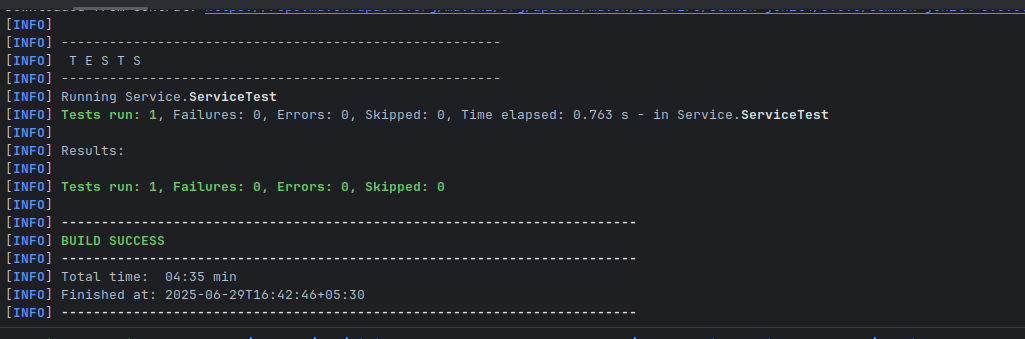 [INFO]
[INFO] -------------------------------------------------------
[INFO]  T E S T S
[INFO] -------------------------------------------------------
[INFO] Running Service.ServiceTest
[INFO] Tests run: 1, Failures: 0, Errors: 0, Skipped: 0, Time elapsed: 0.763 s - in Service.ServiceTest
[INFO]
[INFO] Results:
[INFO]
[INFO] Tests run: 1, Failures: 0, Errors: 0, Skipped: 0
[INFO]
[INFO] ------------------------------------------------------------------------
[INFO] BUILD SUCCESS
[INFO] ------------------------------------------------------------------------
[INFO] Total time:  04:35 min
[INFO] Finished at: 2025-06-29T16:42:46+05:30
[INFO] ------------------------------------------------------------------------